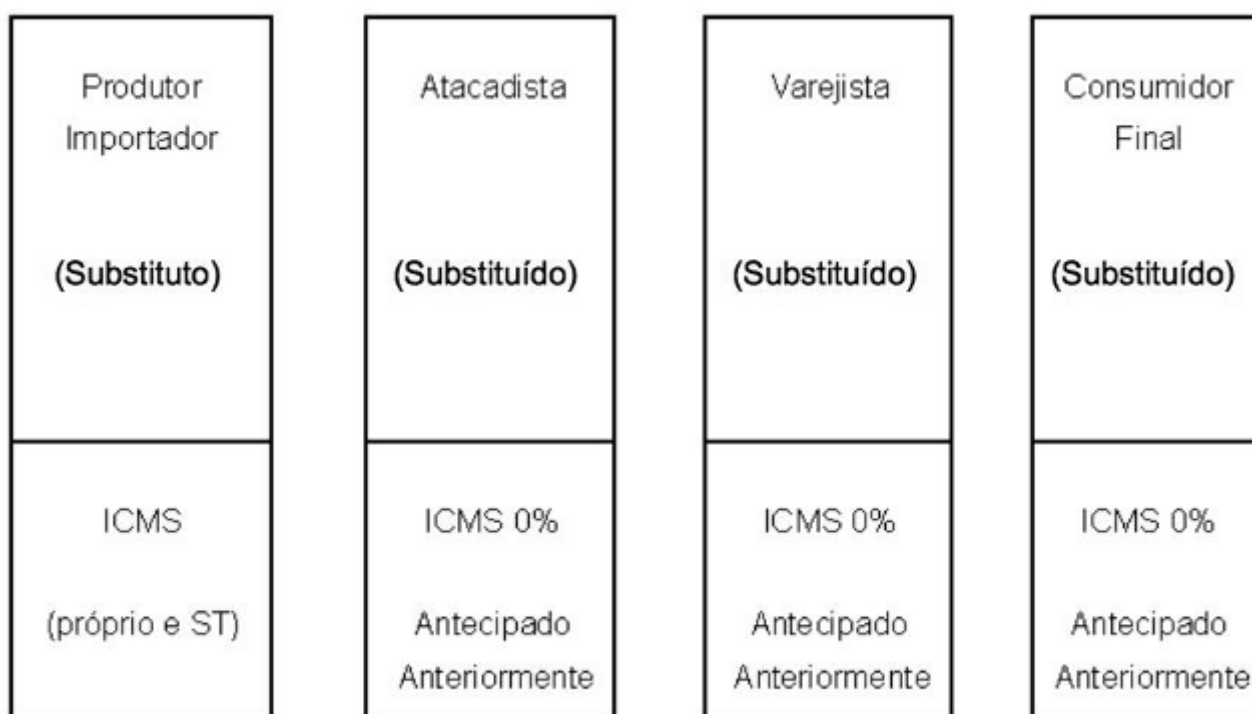 Produtor
Importador
(Substituto)
ICMS
(próprio e ST)
Atacadista
(Substituído)
ICMS 0%
Antecipado
Anteriormente
Varejista
(Substituído)
ICMS 0%
Antecipado
Anteriormente
Consumidor
Final
(Substituído)
ICMS 0%
Antecipado
Anteriormente